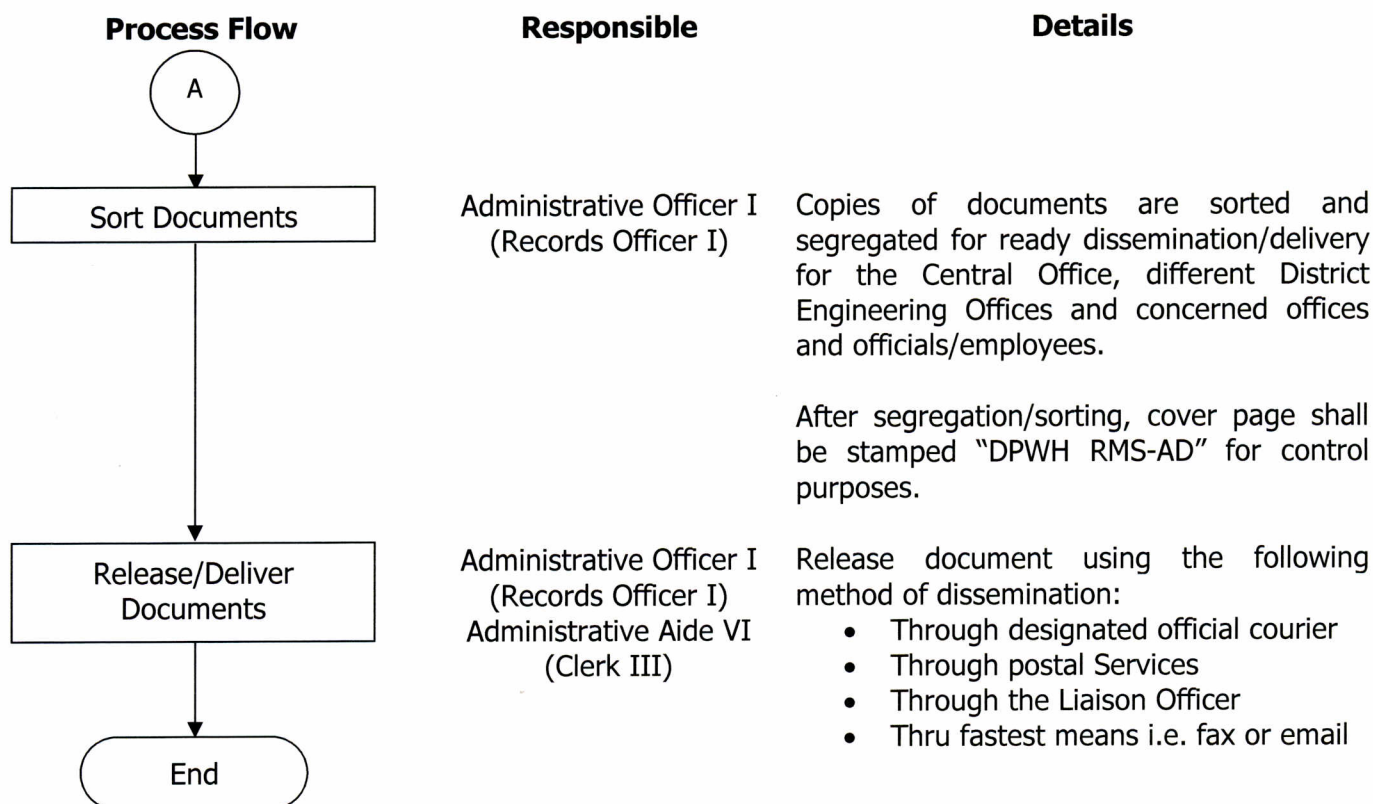 Process Flow
Responsible
Details
A
Sort Documents
Administrative Officer I
(Records Officer I)
Copies of documents are sorted and
segregated for ready dissemination/delivery
for the Central Office, different District
Engineering Offices and concerned offices
and officials/employees.
After segregation/sorting, cover page shall
be stamped “DPWH RMS-AD” for control
purposes.
Release/Deliver
Documents
Administrative Officer I
(Records Officer I)
Administrative Aide VI
(Clerk III)
Release document using the following
method of dissemination:
• Through designated official courier
• Through postal Services
• Through the Liaison Officer
• Thru fastest means i.e. fax or email
End